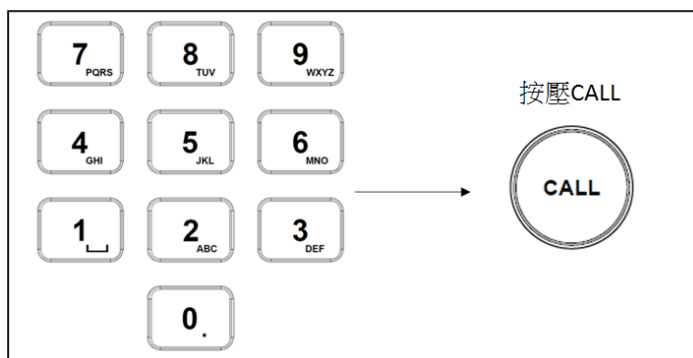 7 PQRS 8 TUV 9 WXYZ
按壓CALL
4 GHI 5 JKL 6 MNO
CALL
1 2 ABC 3 DEF
0 .